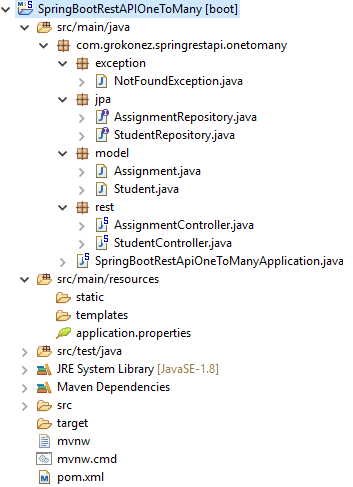 SpringBootRestAPIOneToMany [boot]
src/main/java
com.grokonez.springrestapi.onetomany
exception
NotFoundException.java
jpa
AssignmentRepository.java
StudentRepository.java
model
Assignment.java
Student.java
rest
AssignmentController.java
StudentController.java
SpringBootRestApiOneToManyApplication.java
src/main/resources
static
templates
application.properties
src/test/java
JRE System Library [JavaSE-1.8]
Maven Dependencies
src
target
mvnw
mvnw.cmd
pom.xml